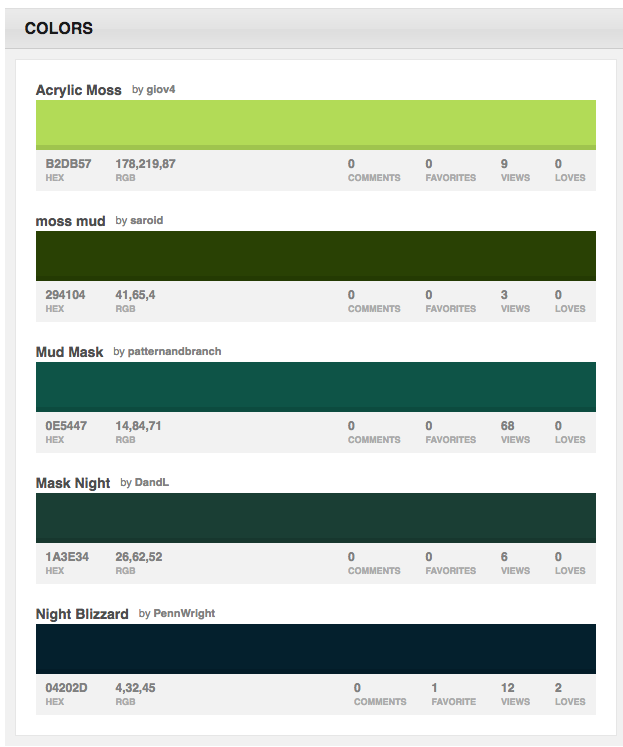 COLORS
Acrylic Moss by giov4
B2DB57 178,219,87 0 0 9 0
HEX RGB COMMENTS FAVORITES VIEWS LOVES
moss mud by saroid
294104 41,65,4 0 0 3 0
HEX RGB COMMENTS FAVORITES VIEWS LOVES
Mud Mask by patternandbranch
0E5447 14,84,71 0 0 68 0
HEX RGB COMMENTS FAVORITES VIEWS LOVES
Mask Night by DandL
1A3E34 26,62,52 0 0 6 0
HEX RGB COMMENTS FAVORITES VIEWS LOVES
Night Blizzard by PennWright
04202D 4,32,45 0 1 12 2
HEX RGB COMMENTS FAVORITE VIEWS LOVES